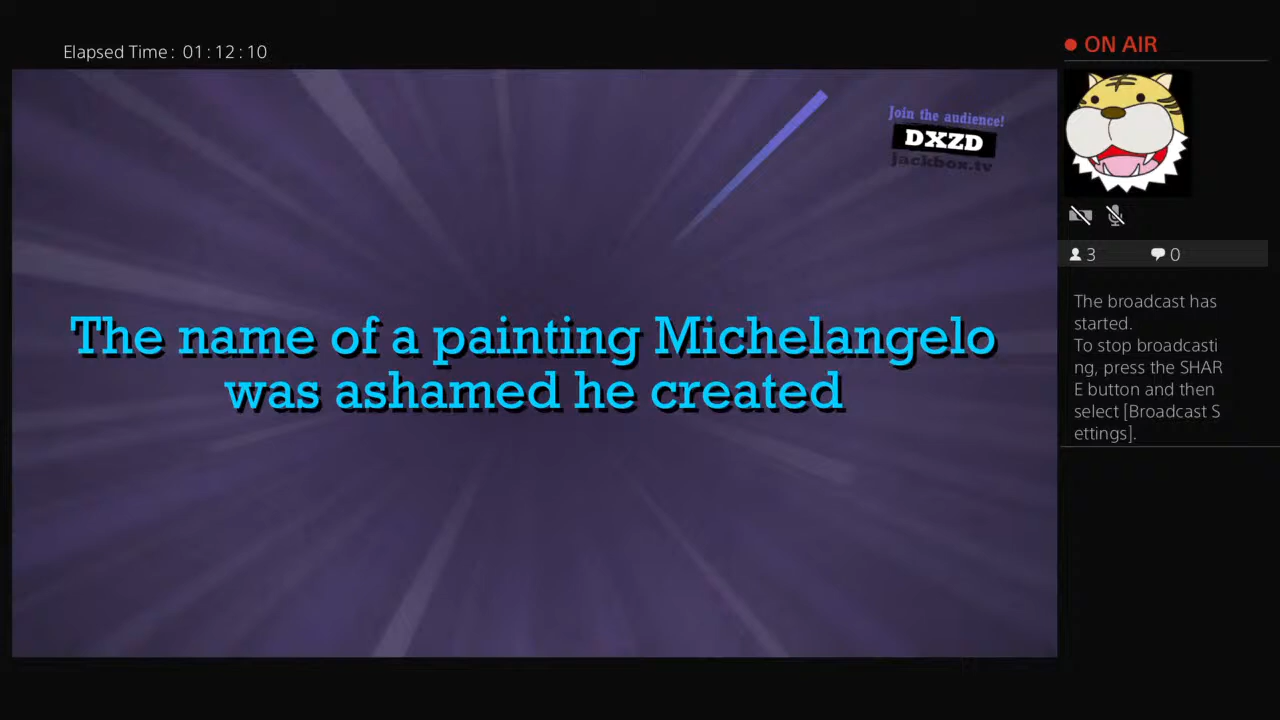 Elapsed Time: 01:12:10
ON AIR
Join the audience!
DXZD
jackbox.tv
The name of a painting Michelangelo
was ashamed he created
3
0
The broadcast has
started.
To stop broadcasti
ng, press the SHAR
E button and then
select [Broadcast S
ettings].